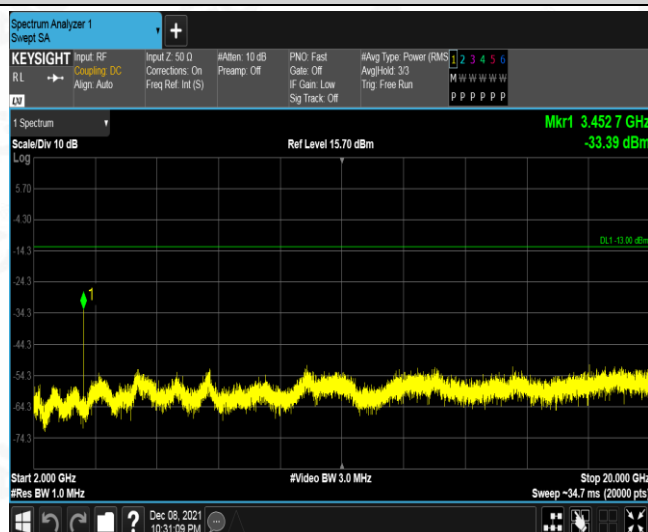 Spectrum Analyzer 1
Swept SA
+
KEYSIGHT
RL
LXI
Input: RF
Coupling: DC
Align: Auto
Input Z: 50 Ω
Corrections: On
Freq Ref: Int (S)
#Atten: 10 dB
Preamp: Off
PNO: Fast
Gate: Off
IF Gain: Low
Sig Track: Off
#Avg Type: Power (RMS
Avg|Hold: 3/3
Trig: Free Run
1 2 3 4 5 6
M W W W W W
P P P P P P
1 Spectrum
Mkr1 3.452 7 GHz
-33.39 dBm
Scale/Div 10 dB
Ref Level 15.70 dBm
Log
5.70
-4.30
DL1 -13.00 dBm
-14.3
-24.3
1
-34.3
-44.3
-54.3
-64.3
-74.3
Start 2.000 GHz
#Video BW 3.0 MHz
Stop 20.000 GHz
#Res BW 1.0 MHz
Sweep ~34.7 ms (20000 pts)
?
Dec 08, 2021
10:31:09 PM